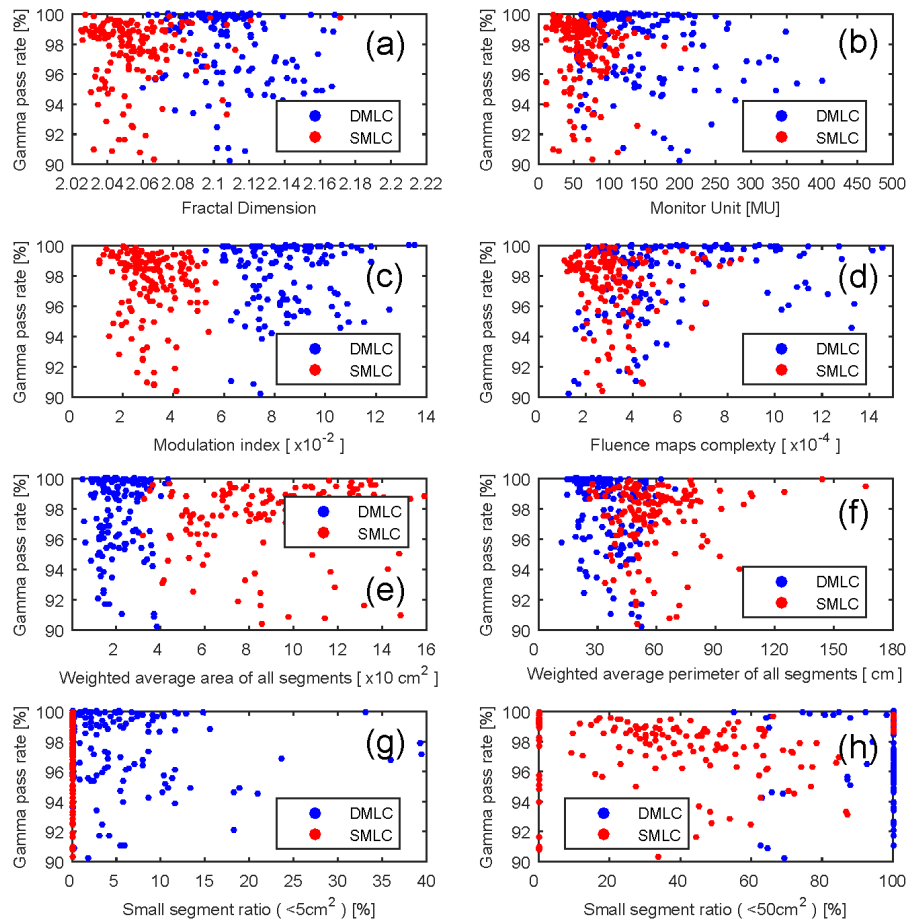 100
98
96
94
92
90
Gamma pass rate [%]
(a)
DMLC
SMLC
2.02 2.04 2.06 2.08 2.1 2.12 2.14 2.16 2.18 2.2 2.22
Fractal Dimension
100
98
96
94
92
90
Gamma pass rate [%]
(b)
DMLC
SMLC
0 50 100 150 200 250 300 350 400 450 500
Monitor Unit [MU]
100
98
96
94
92
90
Gamma pass rate [%]
(c)
DMLC
SMLC
0 2 4 6 8 10 12 14
Modulation index [ x10-2 ]
100
98
96
94
92
90
Gamma pass rate [%]
(d)
DMLC
SMLC
0 2 4 6 8 10 12 14
Fluence maps complexty [ x10-4 ]
100
98
96
94
92
90
Gamma pass rate [%]
DMLC
SMLC
(e)
2 4 6 8 10 12 14 16
Weighted average area of all segments [ x10 cm2 ]
100
98
96
94
92
90
Gamma pass rate [%]
(f)
DMLC
SMLC
0 30 60 90 120 150 180
Weighted average perimeter of all segments [ cm ]
100
98
96
94
92
90
Gamma pass rate [%]
(g)
DMLC
SMLC
0 5 10 15 20 25 30 35 40
Small segment ratio ( <5cm2 ) [%]
100
98
96
94
92
90
Gamma pass rate [%]
(h)
DMLC
SMLC
0 20 40 60 80 100
Small segment ratio ( <50cm2 ) [%]